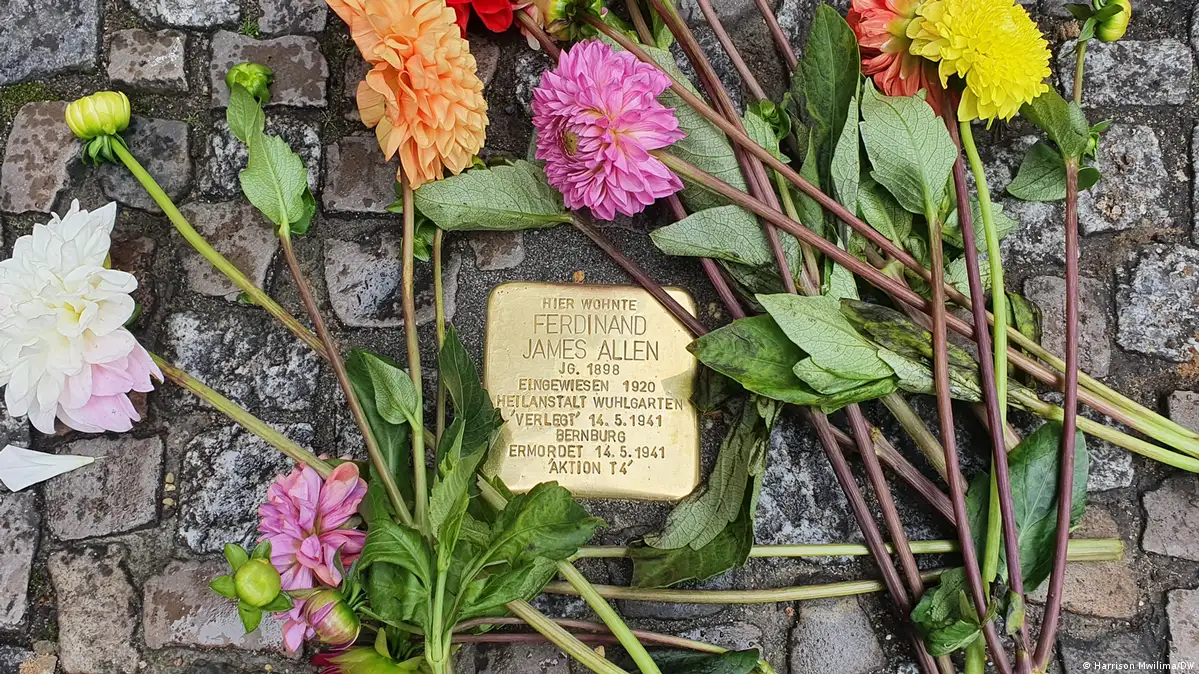 HIER WOHNTE
FERDINAND
JAMES ALLEN
JG. 1898
EINGEWIESEN 1920
HEILANSTALT WUHLGARTEN
'VERLEGT' 14.5.1941
BERNBURG
ERMORDET 14.5.1941
'AKTION T4'
© Harrison Mwilima/DW